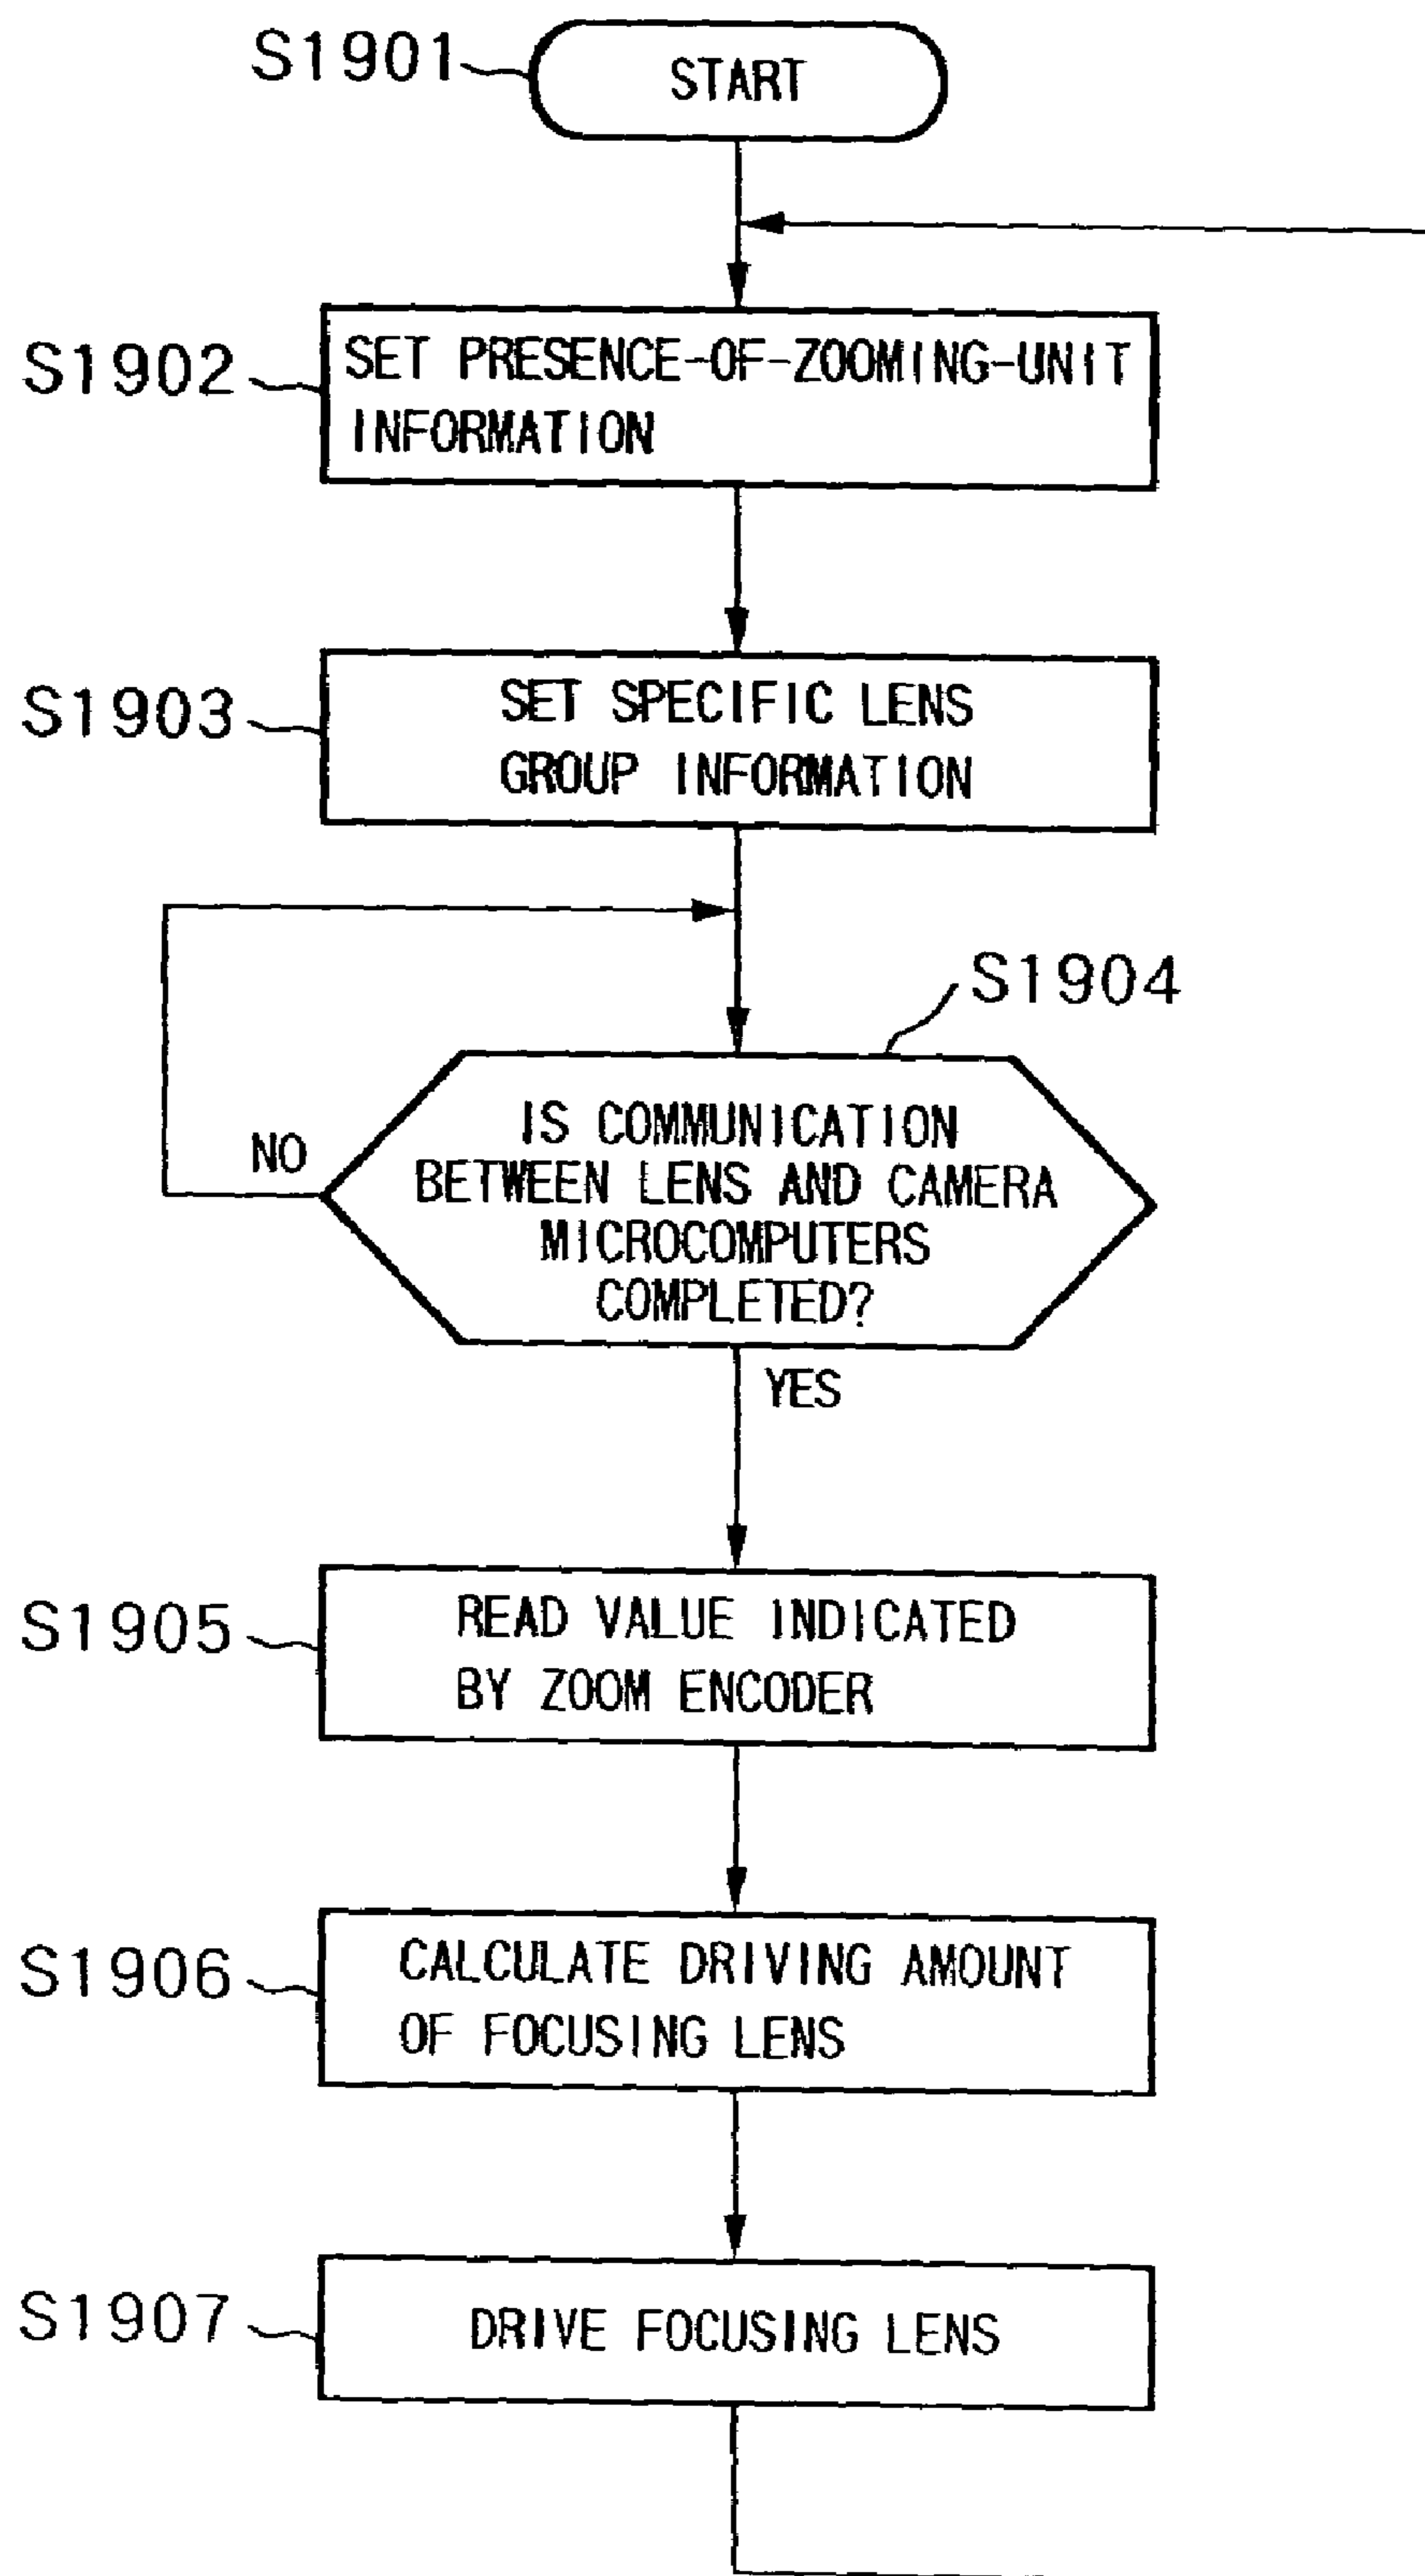 S1901
START
S1902
SET PRESENCE-OF-ZOOMING-UNIT
INFORMATION
S1903
SET SPECIFIC LENS
GROUP INFORMATION
S1904
IS COMMUNICATION
BETWEEN LENS AND CAMERA
MICROCOMPUTERS
COMPLETED?
NO
YES
S1905
READ VALUE INDICATED
BY ZOOM ENCODER
S1906
CALCULATE DRIVING AMOUNT
OF FOCUSING LENS
S1907
DRIVE FOCUSING LENS